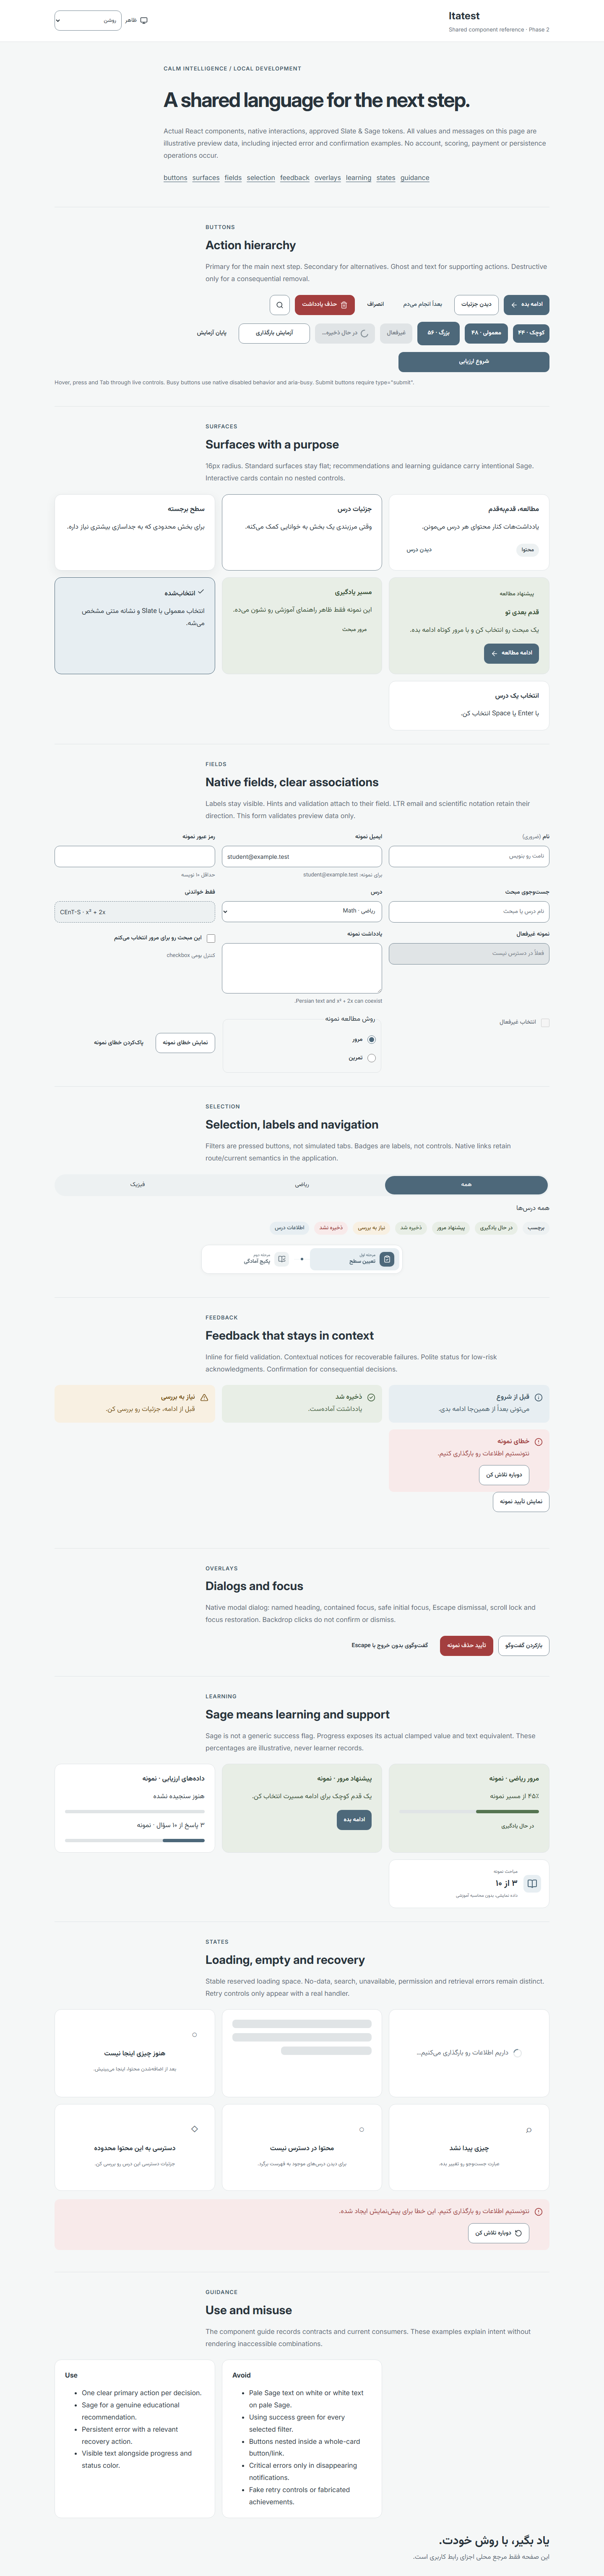 ltatest
Shared component reference · Phase 2
ظاهر
روشن
CALM INTELLIGENCE / LOCAL DEVELOPMENT
A shared language for the next step.
Actual React components, native interactions, approved Slate & Sage tokens. All values and messages on this page are
illustrative preview data, including injected error and confirmation examples. No account, scoring, payment or persistence
operations occur.
buttons surfaces fields selection feedback overlays learning states guidance
BUTTONS
Action hierarchy
Primary for the main next step. Secondary for alternatives. Ghost and text for supporting actions. Destructive
only for a consequential removal.
ادامه بده
دیدن جزئیات
بعداً انجام می‌دم
انصراف
حذف یادداشت
کوچک · ۴۴
معمولی · ۴۸
بزرگ · ۵۶
غیرفعال
در حال ذخیره…
آزمایش بارگذاری
پایان آزمایش
شروع ارزیابی
Hover, press and Tab through live controls. Busy buttons use native disabled behavior and aria-busy. Submit buttons require type="submit".
SURFACES
Surfaces with a purpose
16px radius. Standard surfaces stay flat; recommendations and learning guidance carry intentional Sage.
Interactive cards contain no nested controls.
مطالعه، قدم‌به‌قدم
یادداشت‌هات کنار محتوای هر درس می‌مونن.
محتوا
دیدن درس
جزئیات درس
وقتی مرزبندی یک بخش به خوانایی کمک می‌کنه.
سطح برجسته
برای بخش محدودی که به جداسازی بیشتری نیاز داره.
پیشنهاد مطالعه
قدم بعدی تو
یک مبحث رو انتخاب کن و با مرور کوتاه ادامه بده.
ادامه مطالعه
مسیر یادگیری
این نمونه فقط ظاهر راهنمای آموزشی رو نشون می‌ده.
مرور مبحث
انتخاب‌شده
انتخاب معمولی با Slate و نشانه متنی مشخص
می‌شه.
انتخاب یک درس
با Enter یا Space انتخاب کن.
FIELDS
Native fields, clear associations
Labels stay visible. Hints and validation attach to their field. LTR email and scientific notation retain their
direction. This form validates preview data only.
نام (ضروری)
نامت رو بنویس
ایمیل نمونه
student@example.test
برای نمونه: student@example.test
رمز عبور نمونه
حداقل ۱۰ نویسه
جست‌وجوی مبحث
نام درس یا مبحث
درس
ریاضی · Math
فقط خواندنی
CEnT-S · x² + 2x
نمونه غیرفعال
فعلاً در دسترس نیست
یادداشت نمونه
Persian text and x² + 2x can coexist.
این مبحث رو برای مرور انتخاب می‌کنم
کنترل بومی checkbox
انتخاب غیرفعال
روش مطالعه نمونه
مرور
تمرین
نمایش خطای نمونه
پاک‌کردن خطای نمونه
SELECTION
Selection, labels and navigation
Filters are pressed buttons, not simulated tabs. Badges are labels, not controls. Native links retain
route/current semantics in the application.
همه
ریاضی
فیزیک
همه درس‌ها
برچسب
در حال یادگیری
پیشنهاد مرور
ذخیره شد
نیاز به بررسی
ذخیره نشد
اطلاعات درس
مرحله اول
تعیین سطح
مرحله دوم
پکیج آمادگی
FEEDBACK
Feedback that stays in context
Inline for field validation. Contextual notices for recoverable failures. Polite status for low-risk
acknowledgments. Confirmation for consequential decisions.
قبل از شروع
می‌تونی بعداً از همین‌جا ادامه بدی.
ذخیره شد
یادداشتت آماده‌ست.
نیاز به بررسی
قبل از ادامه، جزئیات رو بررسی کن.
خطای نمونه
نتونستیم اطلاعات رو بارگذاری کنیم.
دوباره تلاش کن
نمایش تأیید نمونه
OVERLAYS
Dialogs and focus
Native modal dialog: named heading, contained focus, safe initial focus, Escape dismissal, scroll lock and
focus restoration. Backdrop clicks do not confirm or dismiss.
بازکردن گفت‌وگو
تأیید حذف نمونه
گفت‌وگوی بدون خروج با Escape
LEARNING
Sage means learning and support
Sage is not a generic success flag. Progress exposes its actual clamped value and text equivalent. These
percentages are illustrative, never learner records.
مرور ریاضی · نمونه
۴۵٪ از مسیر نمونه
در حال یادگیری
پیشنهاد مرور · نمونه
یک قدم کوچک برای ادامه مسیرت انتخاب کن.
ادامه بده
داده‌های ارزیابی · نمونه
هنوز سنجیده نشده
۳ پاسخ از ۱۰ سؤال · نمونه
مباحث نمونه
۳ از ۱۰
داده نمایشی، بدون محاسبه آموزشی
STATES
Loading, empty and recovery
Stable reserved loading space. No-data, search, unavailable, permission and retrieval errors remain distinct.
Retry controls only appear with a real handler.
داریم اطلاعات رو بارگذاری می‌کنیم…
هنوز چیزی اینجا نیست
بعد از اضافه‌شدن محتوا، اینجا می‌بینیش.
چیزی پیدا نشد
عبارت جست‌وجو رو تغییر بده.
محتوا در دسترس نیست
برای دیدن درس‌های موجود به فهرست برگرد.
دسترسی به این محتوا محدوده
جزئیات دسترسی این درس رو بررسی کن.
نتونستیم اطلاعات رو بارگذاری کنیم. این خطا برای پیش‌نمایش ایجاد شده.
دوباره تلاش کن
GUIDANCE
Use and misuse
The component guide records contracts and current consumers. These examples explain intent without
rendering inaccessible combinations.
Use
• One clear primary action per decision.
• Sage for a genuine educational
recommendation.
• Persistent error with a relevant
recovery action.
• Visible text alongside progress and
status color.
Avoid
• Pale Sage text on white or white text
on pale Sage.
• Using success green for every
selected filter.
• Buttons nested inside a whole-card
button/link.
• Critical errors only in disappearing
notifications.
• Fake retry controls or fabricated
achievements.
یاد بگیر، با روش خودت.
این صفحه فقط مرجع محلی اجزای رابط کاربری است.